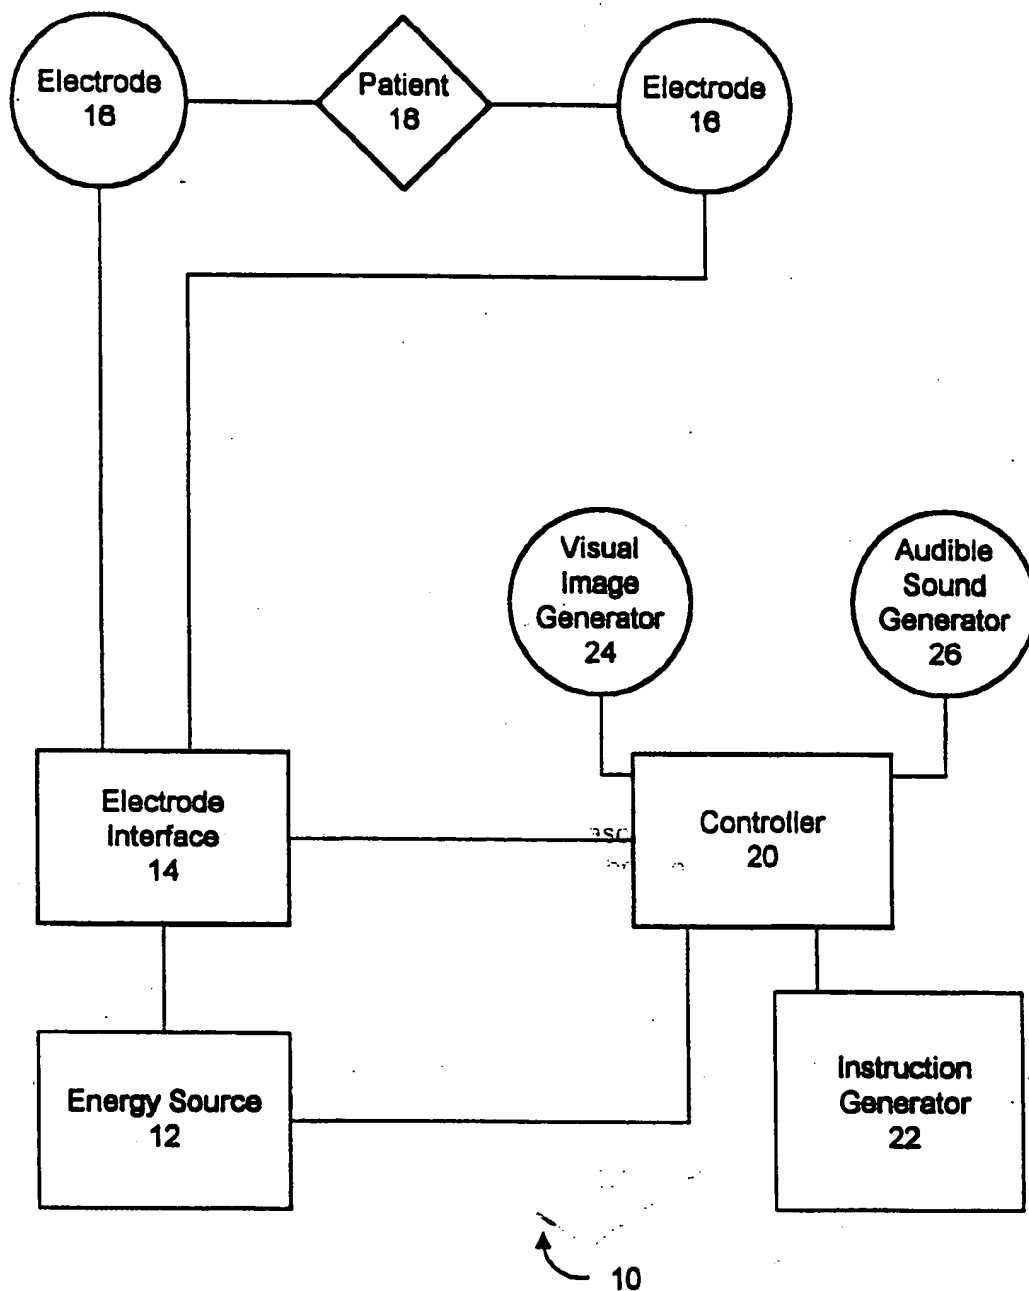 Electrode
16
Patient
18
Electrode
16
Visual
Image
Generator
24
Audible
Sound
Generator
26
Electrode
Interface
14
Controller
20
Energy Source
12
Instruction
Generator
22
10